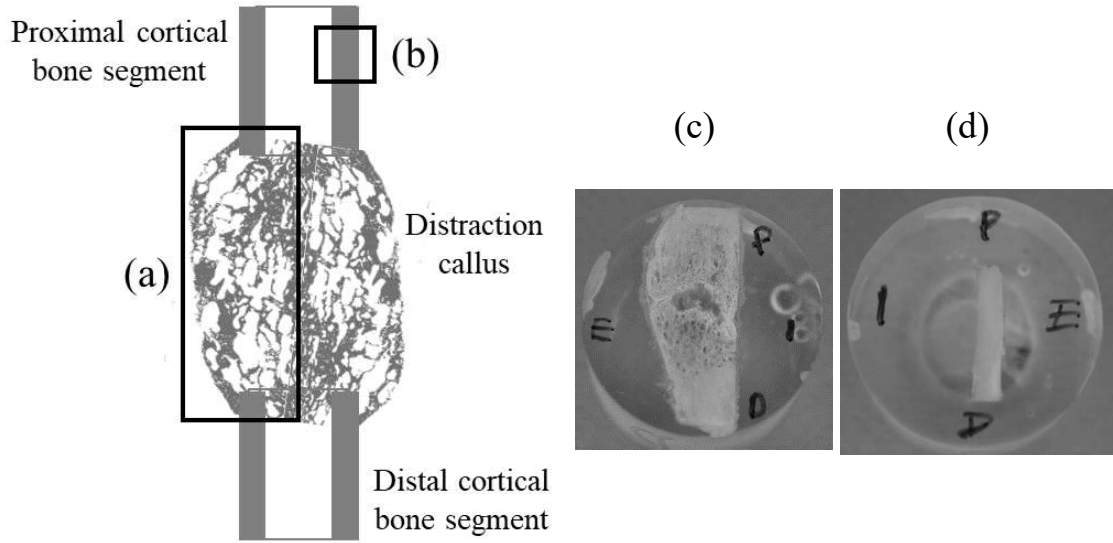 Proximal cortical
bone segment
(b)
(a)
Distraction
callus
Distal cortical
bone segment
(c)
P
E
I
D
(d)
P
I
E
D